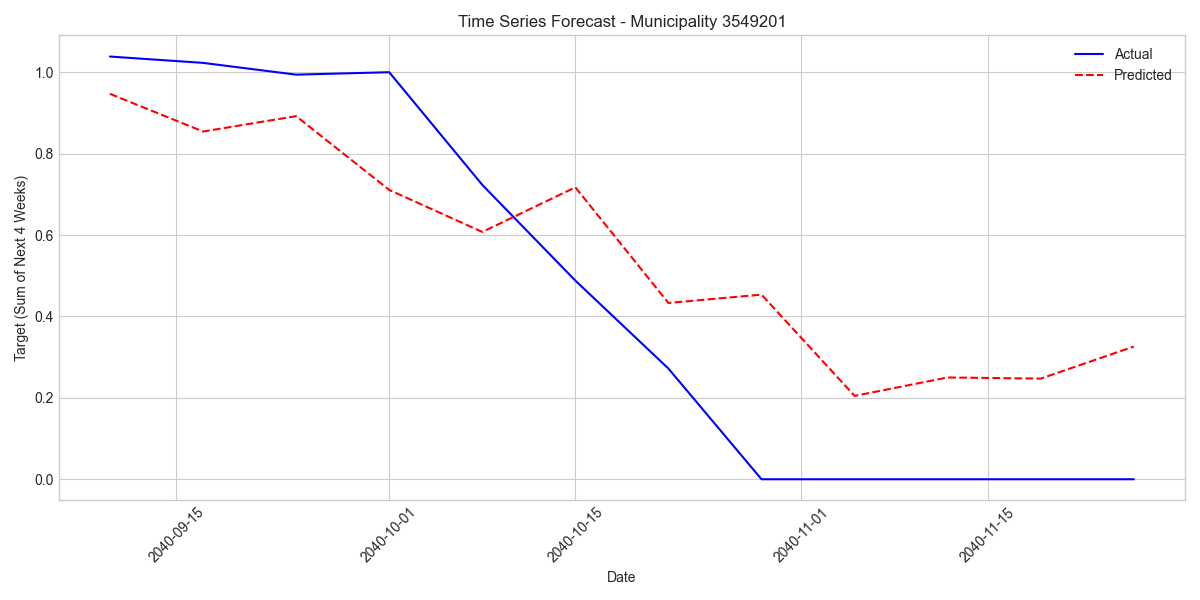 Time Series Forecast - Municipality 3549201
Actual
Predicted
Target (Sum of Next 4 Weeks)
1.0
0.8
0.6
0.4
0.2
0.0
2040-09-15
2040-10-01
2040-10-15
2040-11-01
2040-11-15
Date